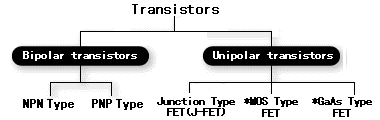 Transistors
Bipolar transistors Unipolar transistors
NPN Type PNP Type Junction Type *MOS Type *GaAs Type
FET(J-FET) FET FET